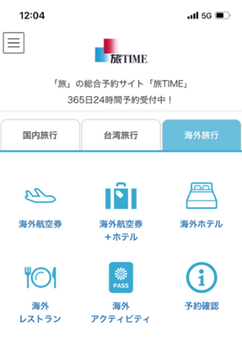 12:04
5G
旅TIME
「旅」の総合予約サイト「旅TIME」
365日24時間予約受付中！
国内旅行
台湾旅行
海外旅行
海外航空券
海外航空券
＋ホテル
海外ホテル
PASS
海外
レストラン
海外
アクティビティ
予約確認